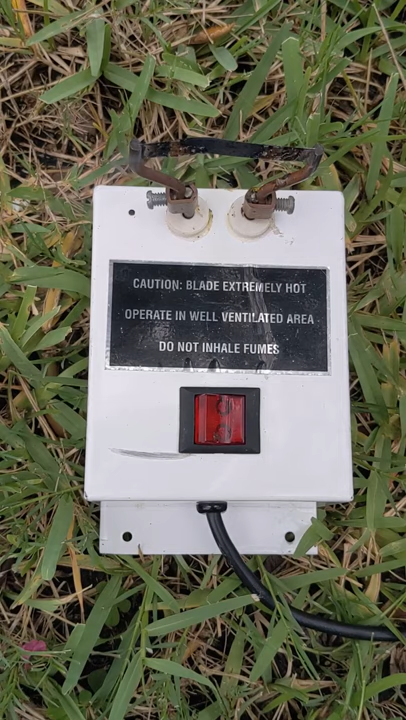 CAUTION: BLADE EXTREMELY HOT
OPERATE IN WELL VENTILATED AREA
DO NOT INHALE FUMES